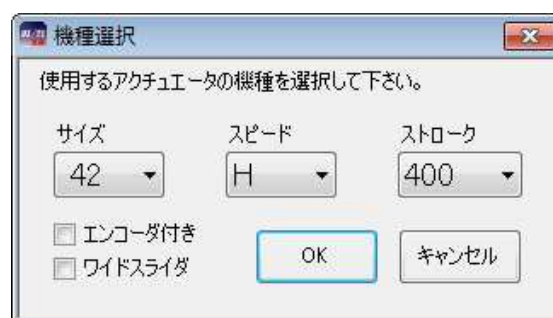 機種選択
使用するアクチュエータの機種を選択して下さい。
サイズ スピード ストローク
42 H 400
エンコーダ付き
ワイドスライダ
OK キャンセル